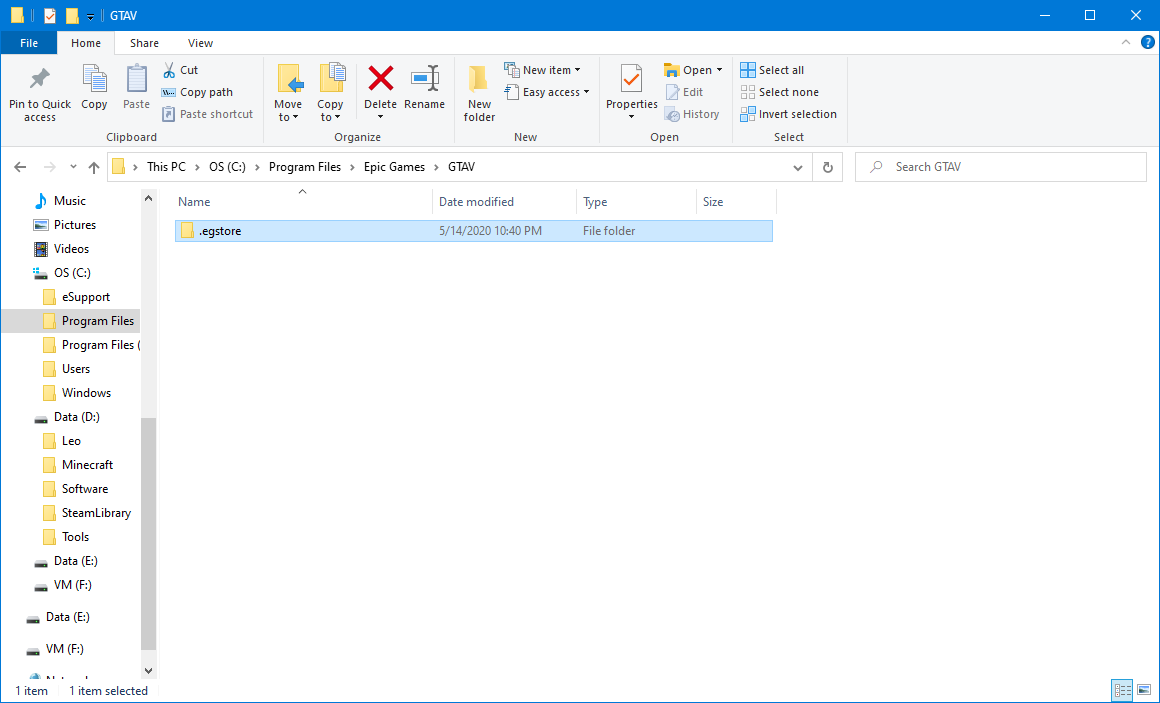 GTAV
File Home Share View
Pin to Quick access
Copy
Paste
Cut
Copy path
Paste shortcut
Clipboard
Move to
Copy to
Delete
Rename
Organize
New folder
New item
Easy access
New
Properties
Open
Edit
History
Open
Select all
Select none
Invert selection
Select
This PC > OS (C:) > Program Files > Epic Games > GTAV
Search GTAV
Name Date modified Type Size
.egstore 5/14/2020 10:40 PM File folder
Music
Pictures
Videos
OS (C:)
eSupport
Program Files
Program Files (
Users
Windows
Data (D:)
Leo
Minecraft
Software
SteamLibrary
Tools
Data (E:)
VM (F:)
Data (E:)
VM (F:)
1 item 1 item selected